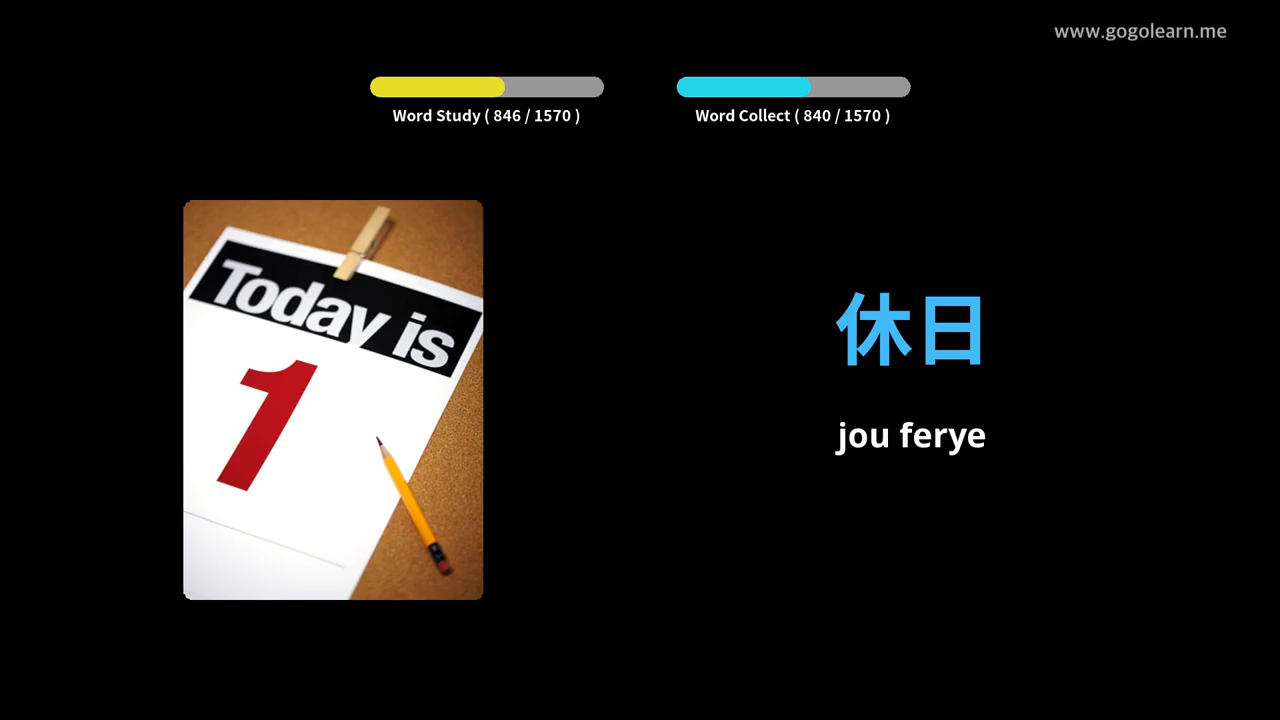 www.gogolearn.me
Word Study ( 846 / 1570 )
Word Collect ( 840 / 1570 )
Today is
1
休日
jou ferye